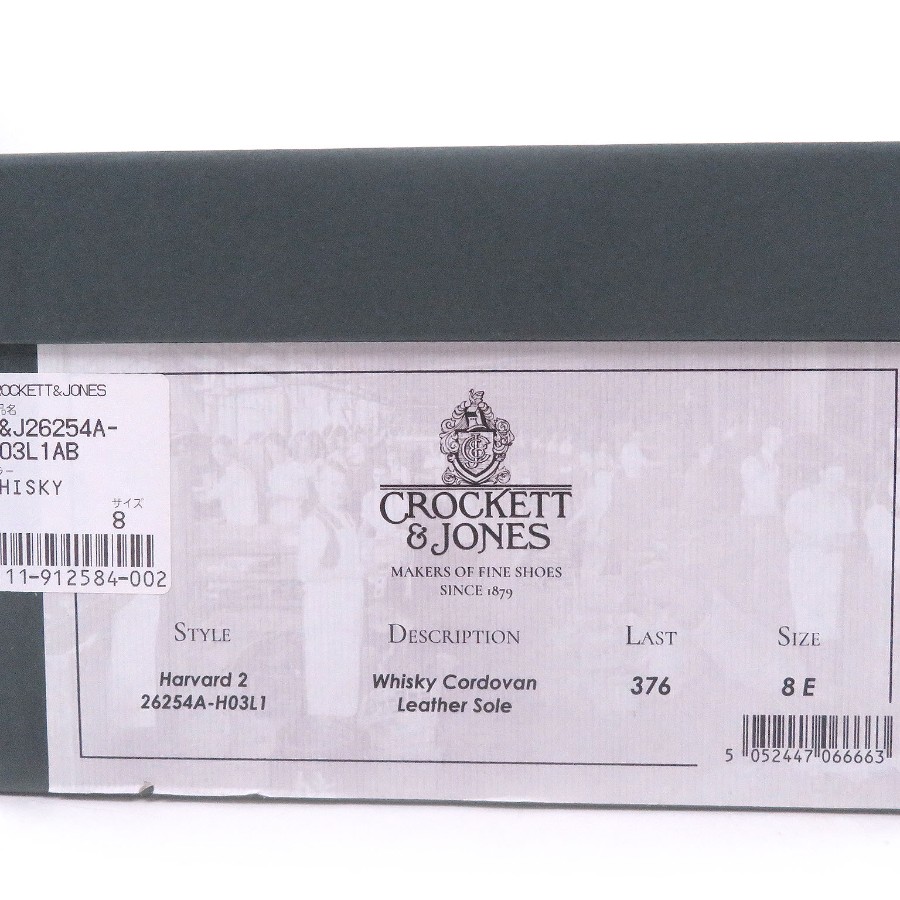 ROCKETT&JONES
品名
&J26254A-
03L1AB
ラー
HISKY
サイズ
8
11-912584-002
CROCKETT
& JONES
MAKERS OF FINE SHOES
SINCE 1879
STYLE DESCRIPTION LAST SIZE
Harvard 2 Whisky Cordovan 376 8 E
26254A-H03L1 Leather Sole
5 052447 066663